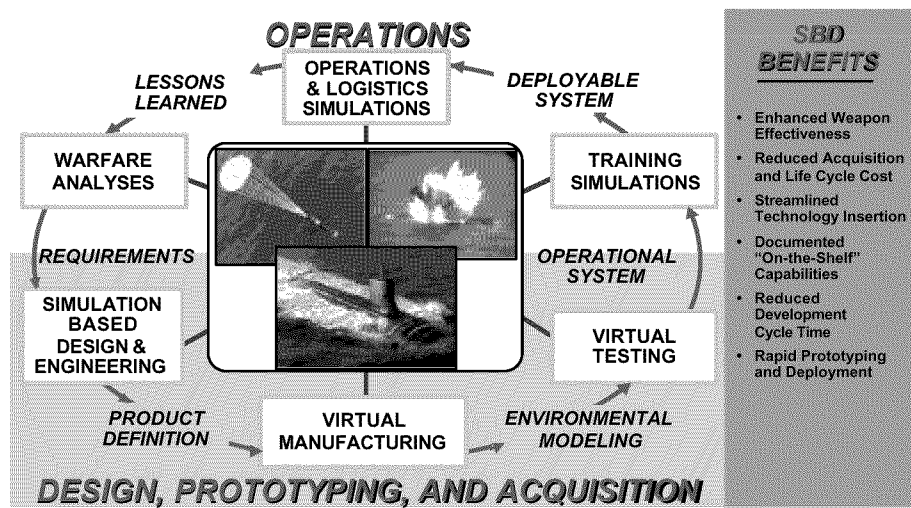 OPERATIONS
OPERATIONS
& LOGISTICS
SIMULATIONS
LESSONS
LEARNED
DEPLOYABLE
SYSTEM
WARFARE
ANALYSES
TRAINING
SIMULATIONS
REQUIREMENTS
OPERATIONAL
SYSTEM
SIMULATION
BASED
DESIGN &
ENGINEERING
VIRTUAL
TESTING
PRODUCT
DEFINITION
VIRTUAL
MANUFACTURING
ENVIRONMENTAL
MODELING
DESIGN, PROTOTYPING, AND ACQUISITION
SBD
BENEFITS
• Enhanced Weapon
Effectiveness
• Reduced Acquisition
and Life Cycle Cost
• Streamlined
Technology Insertion
• Documented
“On-the-Shelf”
Capabilities
• Reduced
Development
Cycle Time
• Rapid Prototyping
and Deployment